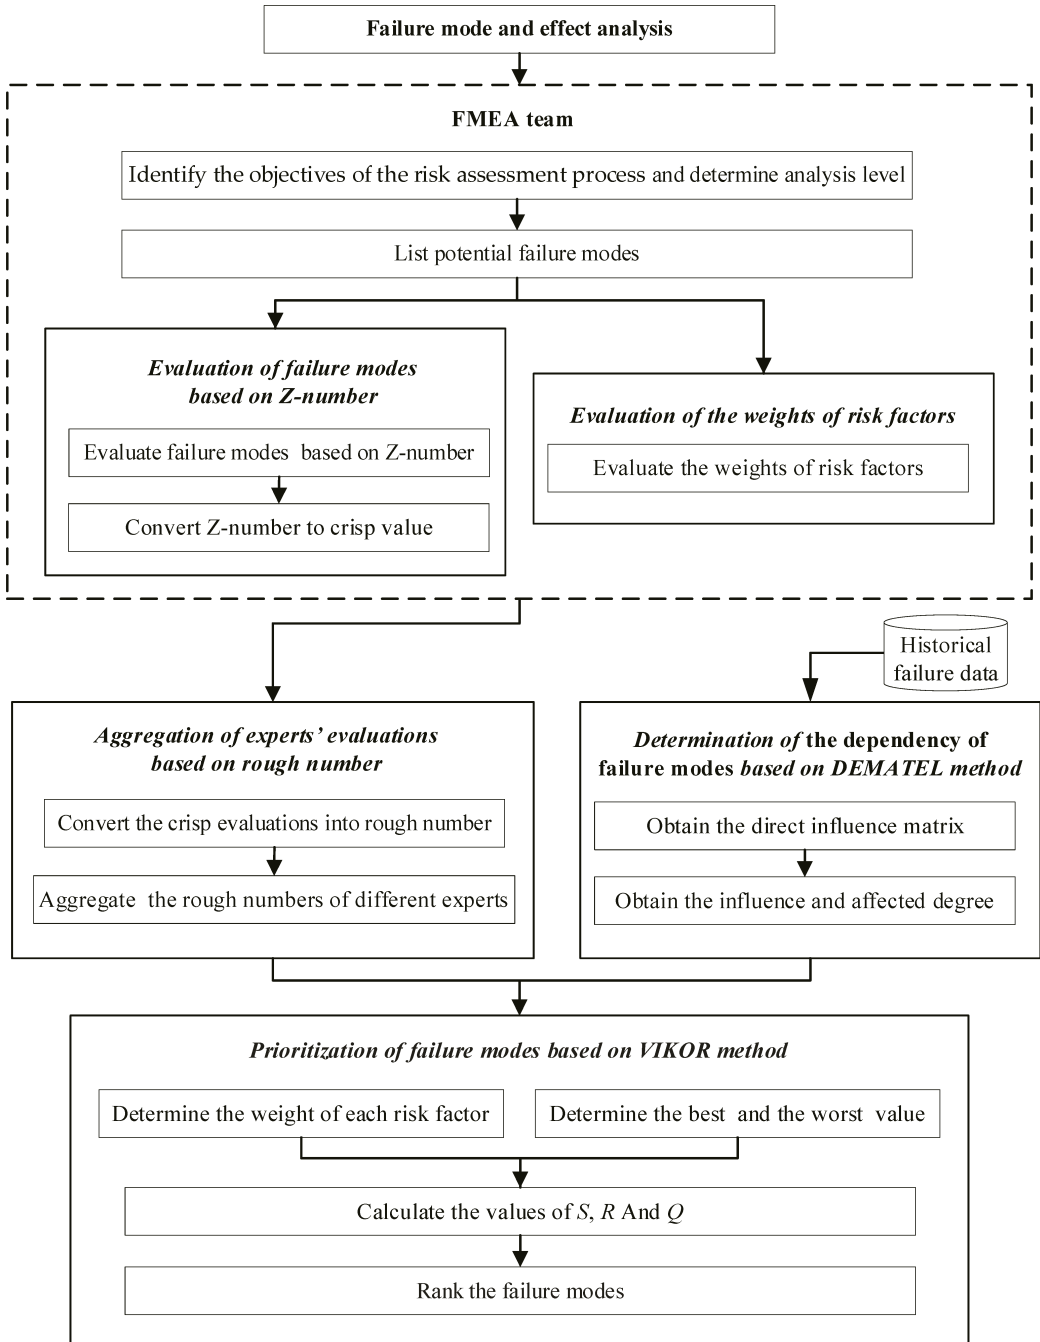 Failure mode and effect analysis
FMEA team
Identify the objectives of the risk assessment process and determine analysis level
List potential failure modes
Evaluation of failure modes
based on Z-number
Evaluate failure modes based on Z-number
Convert Z-number to crisp value
Evaluation of the weights of risk factors
Evaluate the weights of risk factors
Historical
failure data
Aggregation of experts’ evaluations
based on rough number
Convert the crisp evaluations into rough number
Aggregate the rough numbers of different experts
Determination of the dependency of
failure modes based on DEMATEL method
Obtain the direct influence matrix
Obtain the influence and affected degree
Prioritization of failure modes based on VIKOR method
Determine the weight of each risk factor
Determine the best and the worst value
Calculate the values of S, R And Q
Rank the failure modes